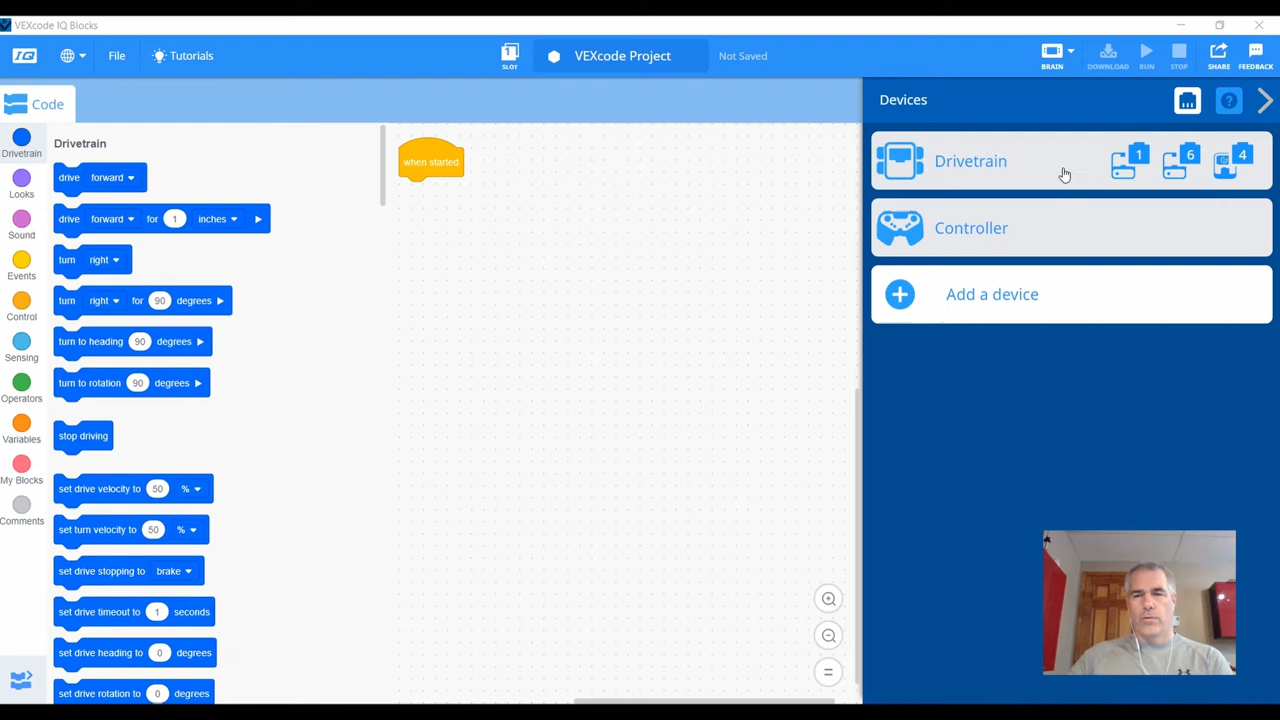 VEXcode IQ Blocks
IQ File Tutorials 1 SLOT VEXcode Project Not Saved BRAIN DOWNLOAD RUN STOP SHARE FEEDBACK
Code
Devices ?
Drivetrain
Looks
Sound
Events
Control
Sensing
Operators
Variables
My Blocks
Comments
Drivetrain
drive forward
drive forward for 1 inches
turn right
turn right for 90 degrees
turn to heading 90 degrees
turn to rotation 90 degrees
stop driving
set drive velocity to 50 %
set turn velocity to 50 %
set drive stopping to brake
set drive timeout to 1 seconds
set drive heading to 0 degrees
set drive rotation to 0 degrees
when started
Drivetrain 1 6 4
Controller
Add a device